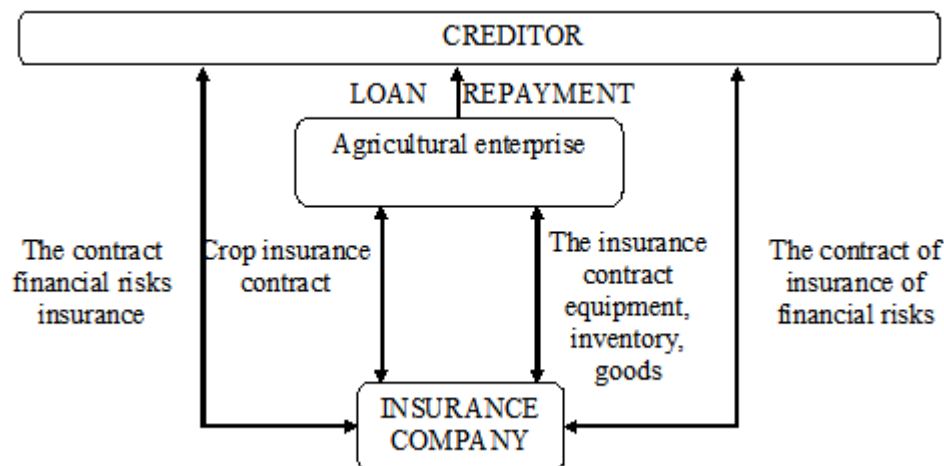 CREDITOR
LOAN REPAYMENT
Agricultural enterprise
The contract
financial risks
insurance
Crop insurance
contract
The insurance
contract
equipment,
inventory,
goods
The contract of
insurance of
financial risks
INSURANCE
COMPANY